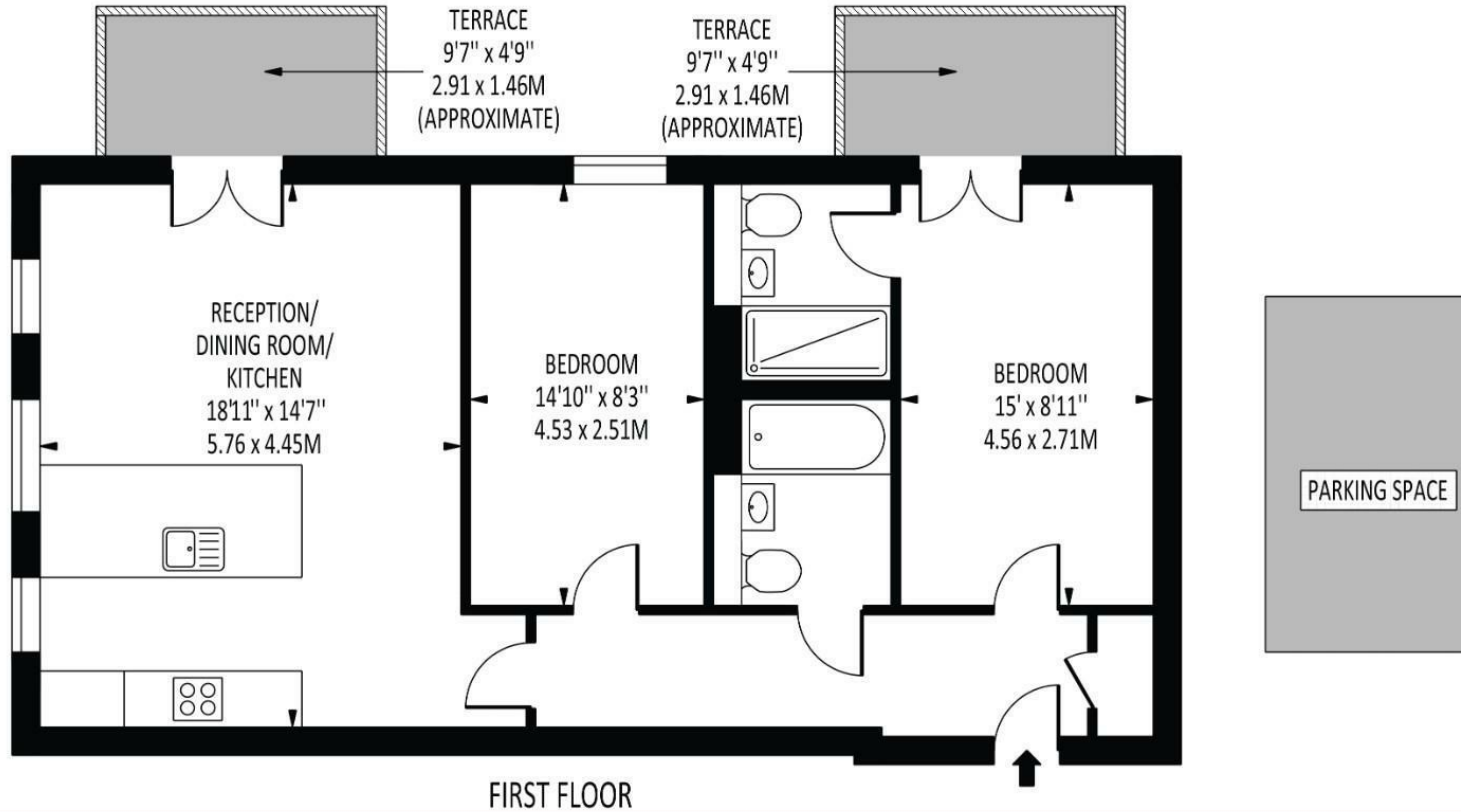 TERRACE
9'7" x 4'9"
2.91 x 1.46M
(APPROXIMATE)
TERRACE
9'7" x 4'9"
2.91 x 1.46M
(APPROXIMATE)
RECEPTION/
DINING ROOM/
KITCHEN
18'11" x 14'7"
5.76 x 4.45M
BEDROOM
14'10" x 8'3"
4.53 x 2.51M
BEDROOM
15' x 8'11"
4.56 x 2.71M
PARKING SPACE
FIRST FLOOR